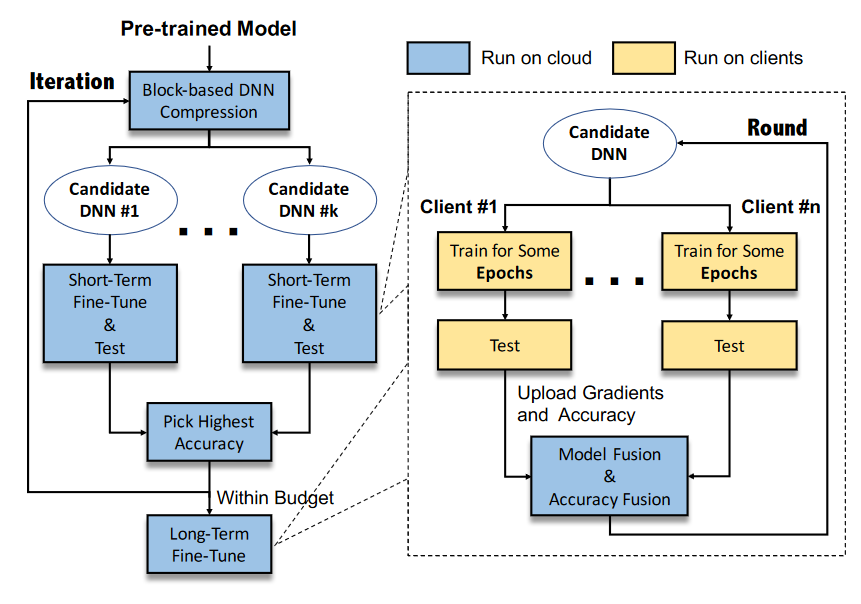 Pre-trained Model
Iteration
Block-based DNN
Compression
Candidate
DNN #1
Candidate
DNN #k
Short-Term
Fine-Tune
&
Test
Short-Term
Fine-Tune
&
Test
Pick Highest
Accuracy
Within Budget
Long-Term
Fine-Tune
Run on cloud
Run on clients
Candidate
DNN
Round
Client #1
Client #n
Train for Some
Epochs
Train for Some
Epochs
Test
Test
Upload Gradients
and Accuracy
Model Fusion
&
Accuracy Fusion